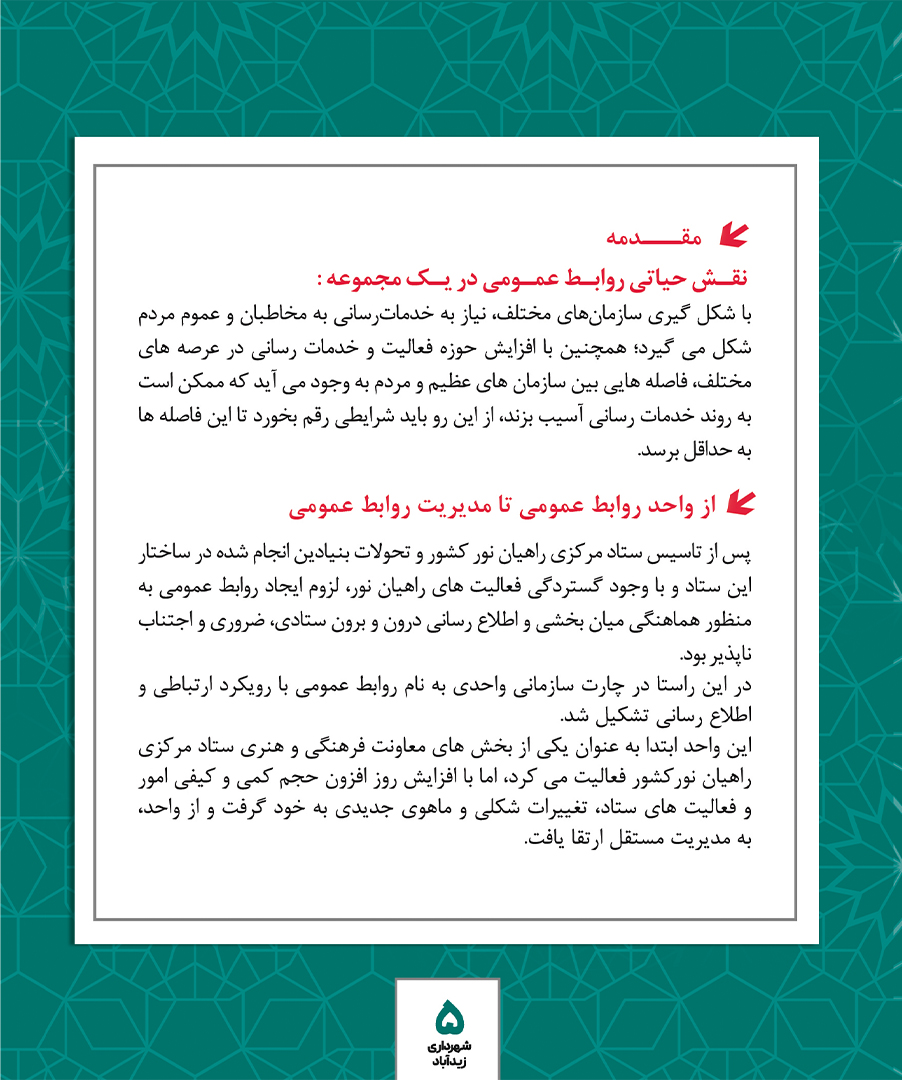 مقــــــدمه
نقــش حیاتی روابــط عمــومی در یــک مجموعه :
با شکل گیری سازمان‌های مختلف، نیاز به خدمات‌رسانی به مخاطبان و عموم مردم
شکل می گیرد؛ همچنین با افزایش حوزه فعالیت و خدمات رسانی در عرصه های
مختلف، فاصله هایی بین سازمان های عظیم و مردم به وجود می آید که ممکن است
به روند خدمات رسانی آسیب بزند، از این رو باید شرایطی رقم بخورد تا این فاصله ها
به حداقل برسد.
از واحد روابط عمومی تا مدیریت روابط عمومی
پس از تاسیس ستاد مرکزی راهیان نور کشور و تحولات بنیادین انجام شده در ساختار
این ستاد و با وجود گستردگی فعالیت های راهیان نور، لزوم ایجاد روابط عمومی به
منظور هماهنگی میان بخشی و اطلاع رسانی درون و برون ستادی، ضروری و اجتناب
ناپذیر بود.
در این راستا در چارت سازمانی واحدی به نام روابط عمومی با رویکرد ارتباطی و
اطلاع رسانی تشکیل شد.
این واحد ابتدا به عنوان یکی از بخش های معاونت فرهنگی و هنری ستاد مرکزی
راهیان نورکشور فعالیت می کرد، اما با افزایش روز افزون حجم کمی و کیفی امور
و فعالیت های ستاد، تغییرات شکلی و ماهوی جدیدی به خود گرفت و از واحد،
به مدیریت مستقل ارتقا یافت.
۵
شهرداری
زیدآباد